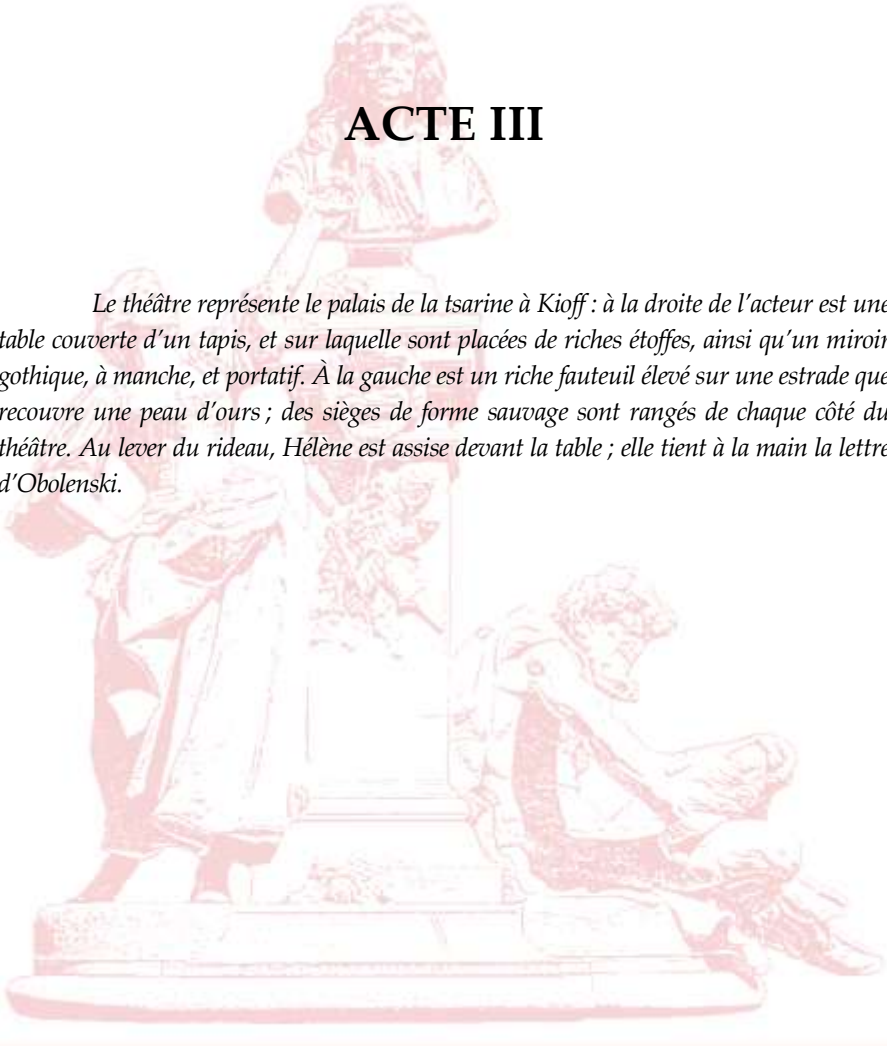 ACTE III
Le théâtre représente le palais de la tsarine à Kioff : à la droite de l’acteur est une
table couverte d’un tapis, et sur laquelle sont placées de riches étoffes, ainsi qu’un miroir
gothique, à manche, et portatif. À la gauche est un riche fauteuil élevé sur une estrade que
recouvre une peau d’ours ; des sièges de forme sauvage sont rangés de chaque côté du
théâtre. Au lever du rideau, Hélène est assise devant la table ; elle tient à la main la lettre
d’Obolenski.